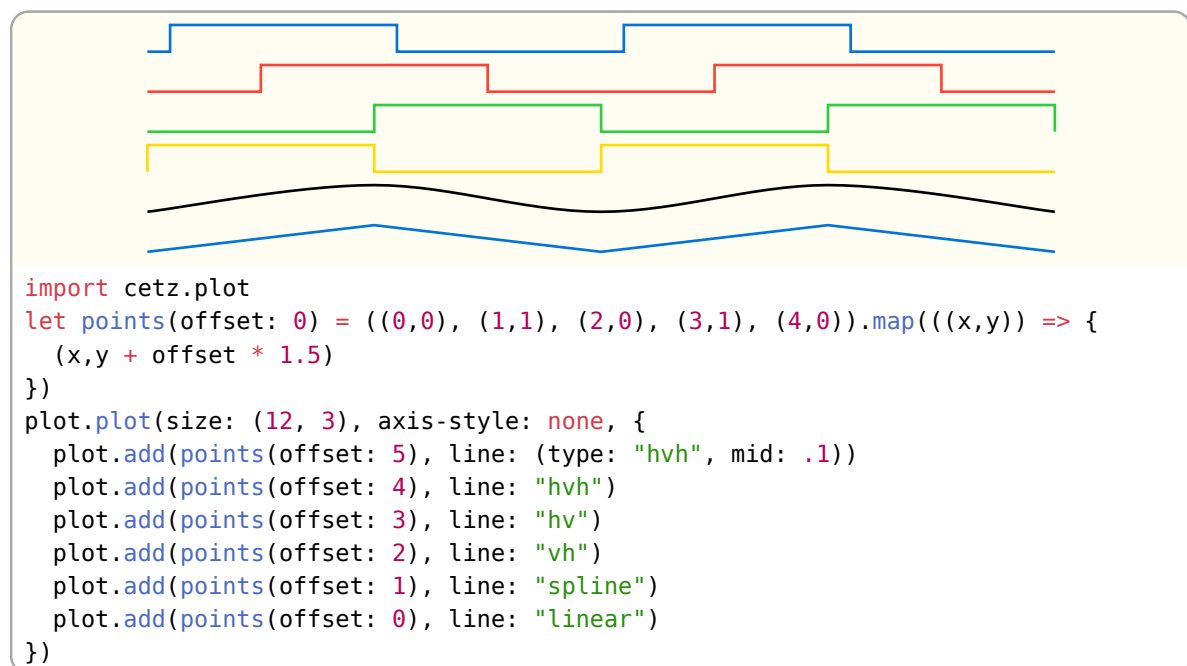 import cetz.plot
let points(offset: 0) = ((0,0), (1,1), (2,0), (3,1), (4,0)).map(((x,y)) => {
  (x,y + offset * 1.5)
})
plot.plot(size: (12, 3), axis-style: none, {
  plot.add(points(offset: 5), line: (type: "hvh", mid: .1))
  plot.add(points(offset: 4), line: "hvh")
  plot.add(points(offset: 3), line: "hv")
  plot.add(points(offset: 2), line: "vh")
  plot.add(points(offset: 1), line: "spline")
  plot.add(points(offset: 0), line: "linear")
})